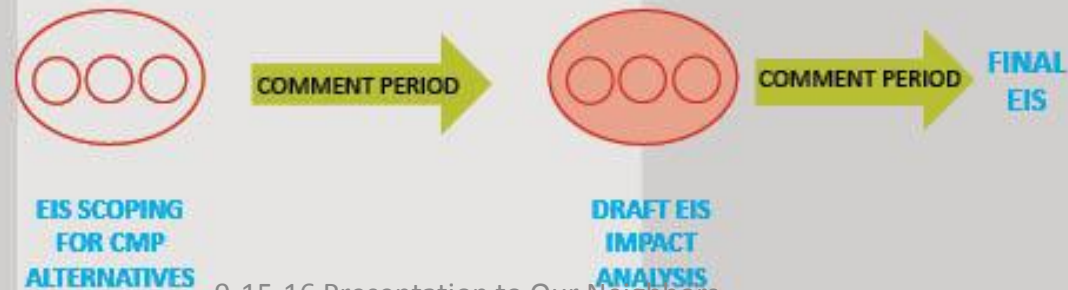 COMMENT PERIOD
COMMENT PERIOD
FINAL
EIS
EIS SCOPING
FOR CMP
ALTERNATIVES
DRAFT EIS
IMPACT
ANALYSIS
9-15-16 Presentation to Our Neighbors